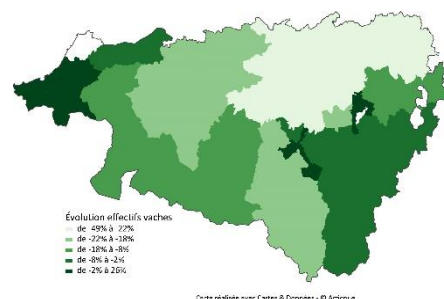 Évolution effectifs vaches
de -49% à -22%
de -22% à -18%
de -18% à -8%
de -8% à -2%
de -2% à 26%
Carte réalisée avec Cartes & Données - © Articque